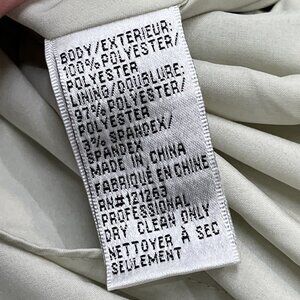 BODY/EXTERIEUR:
100% POLYESTER/
POLYESTER
LINING/DOUBLURE:
97% POLYESTER/
POLYESTER
3% SPANDEX/
SPANDEX
MADE IN CHINA
FABRIQUÉ EN CHINE
RN#121263
PROFESSIONAL
DRY CLEAN ONLY
NETTOYER À SEC
SEULEMENT